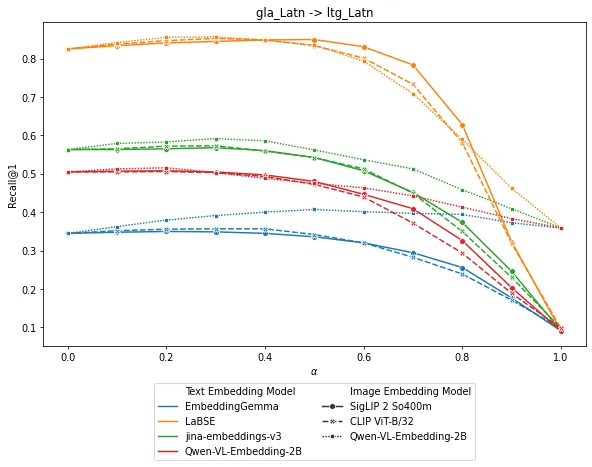 gla_Latn -> ltg_Latn
Recall@1
0.8
0.7
0.6
0.5
0.4
0.3
0.2
0.1
0.0
0.2
0.4
0.6
0.8
1.0
α
Text Embedding Model
EmbeddingGemma
LaBSE
jina-embeddings-v3
Qwen-VL-Embedding-2B
Image Embedding Model
SigLIP 2 So400m
CLIP ViT-B/32
Qwen-VL-Embedding-2B